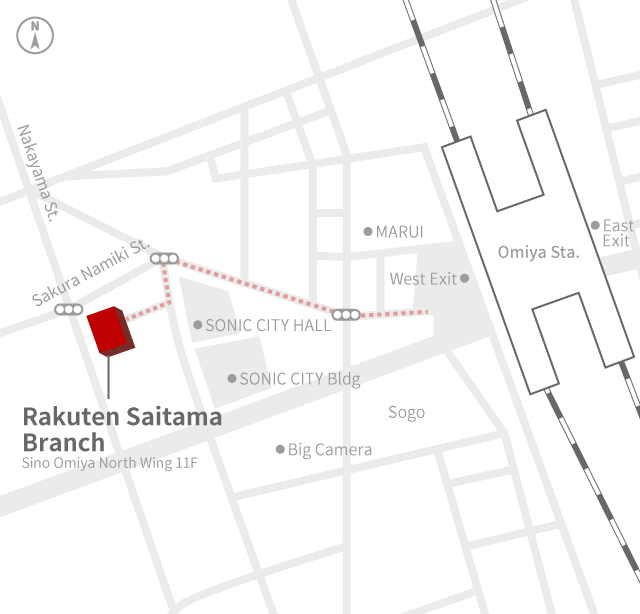 N
Nakayama St.
MARUI
East
Exit
Omiya Sta.
Sakura Namiki St.
West Exit
SONIC CITY HALL
SONIC CITY Bldg
Sogo
Rakuten Saitama
Branch
Big Camera
Sino Omiya North Wing 11F